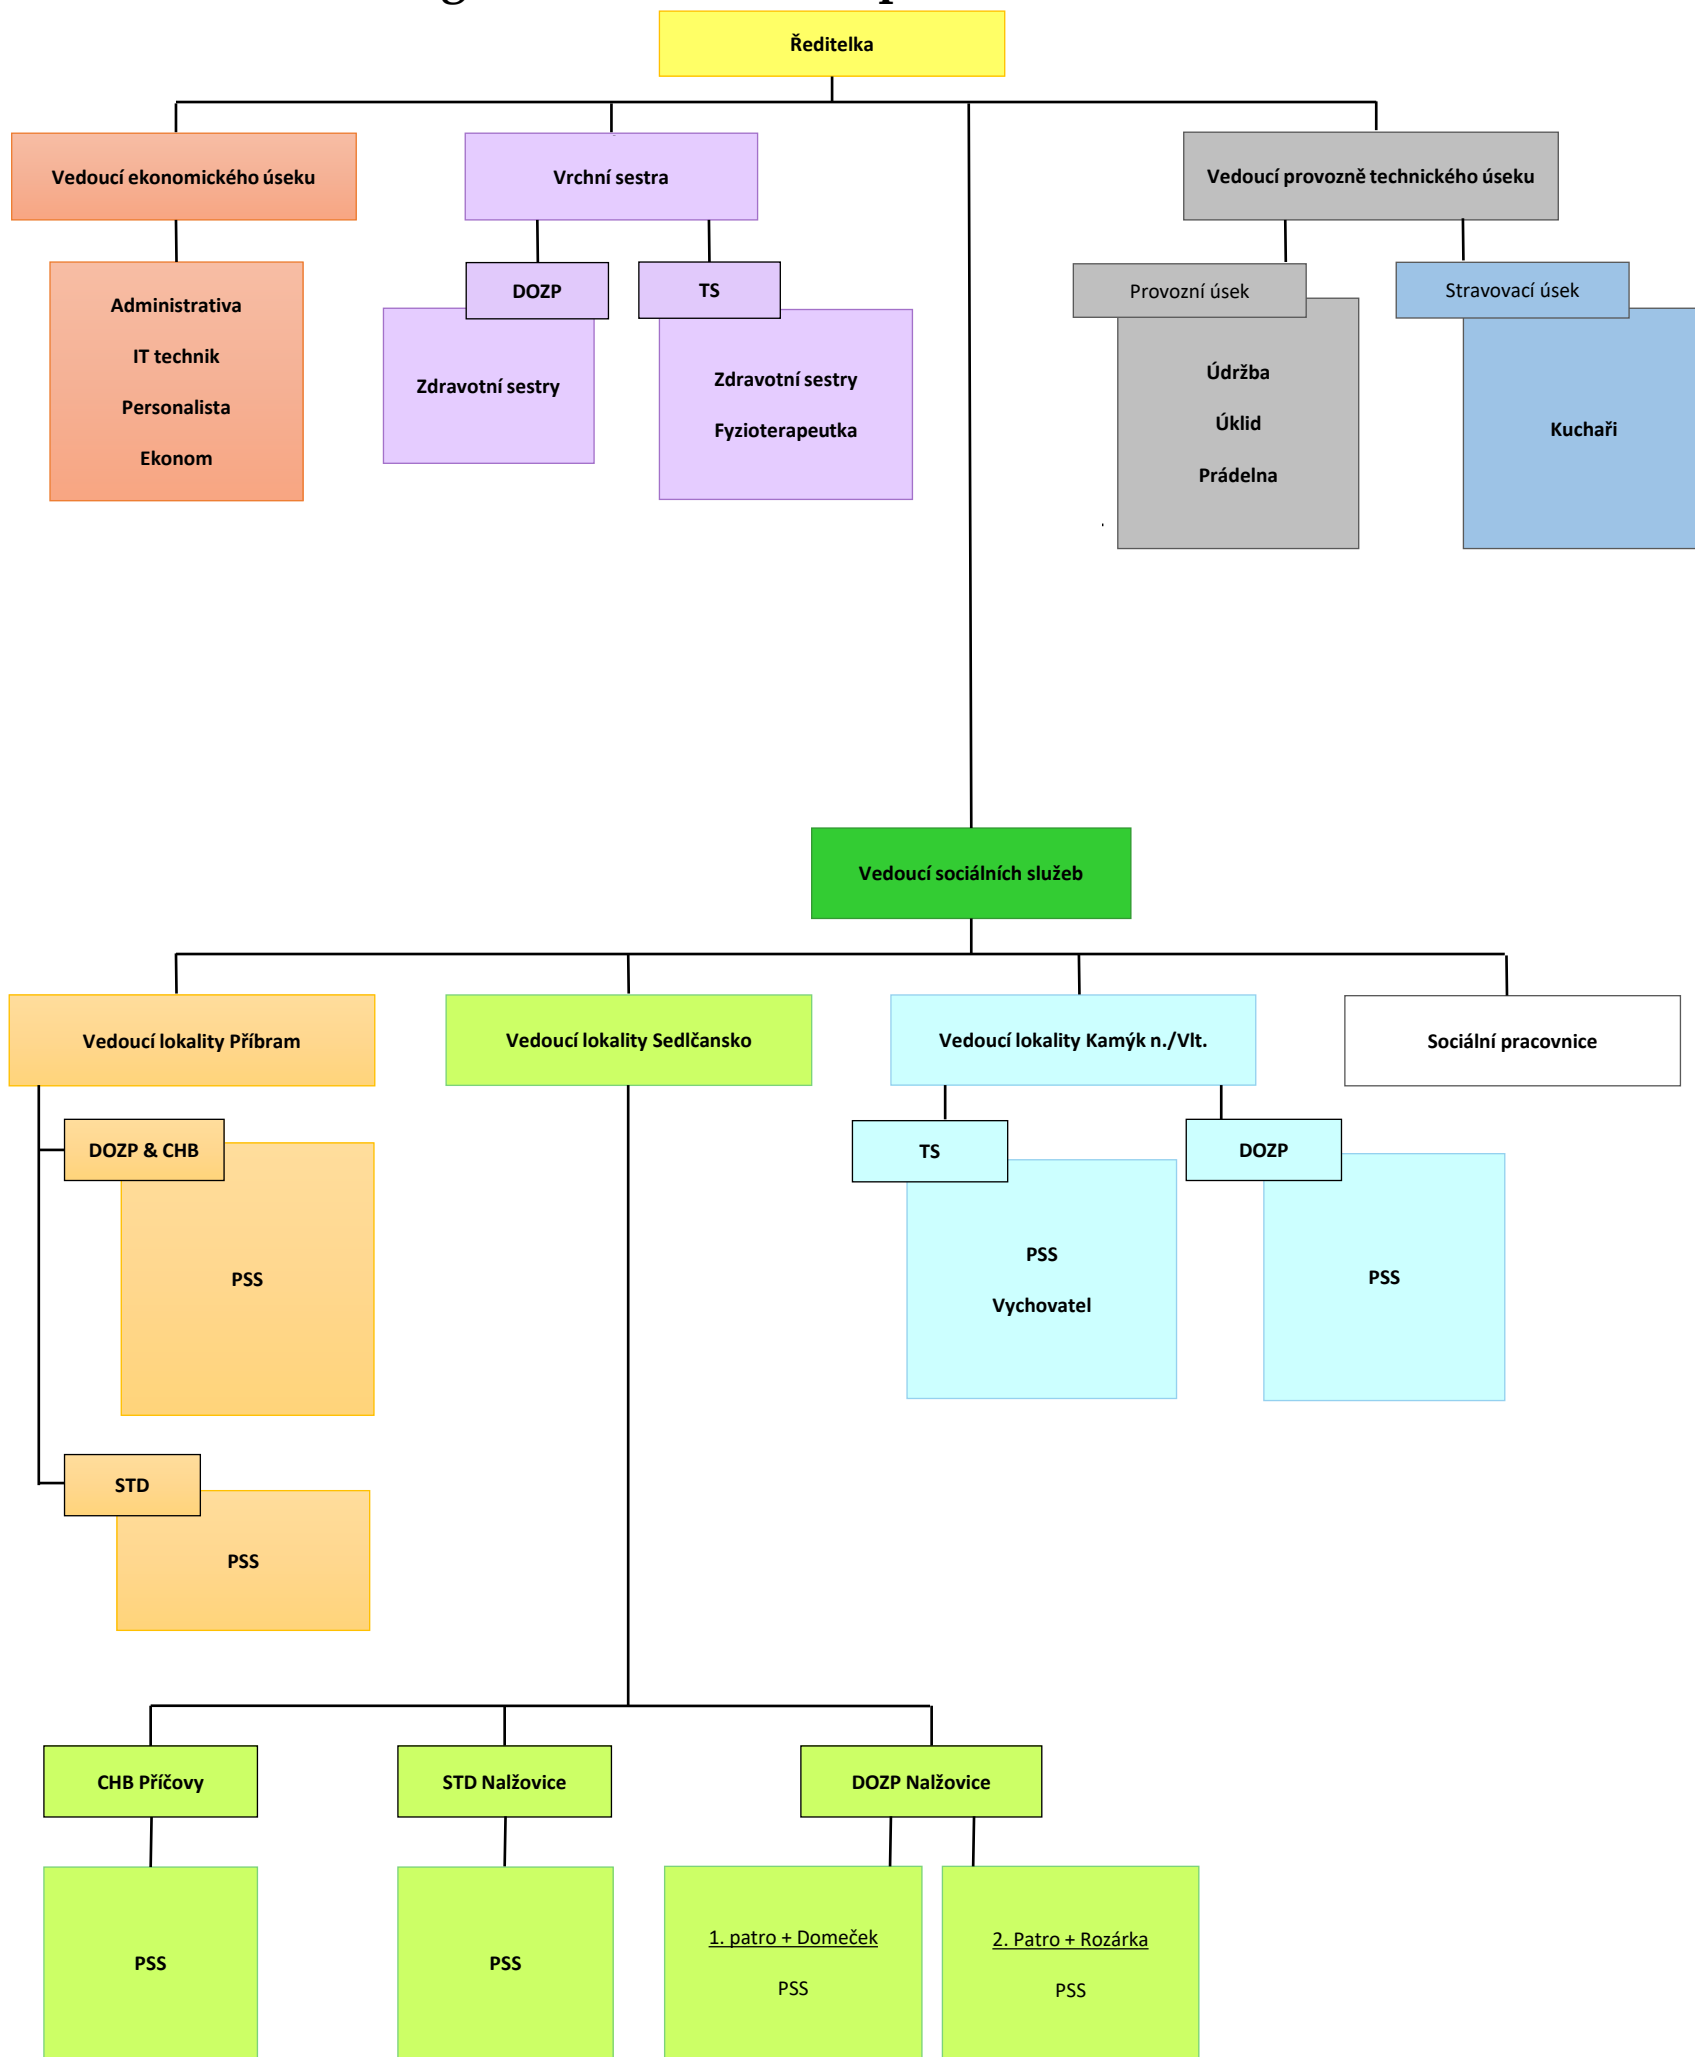 Ředitelka
Vedoucí ekonomického úseku
Vrchní sestra
Vedoucí provozně technického úseku
Administrativa
IT technik
Personalista
Ekonom
DOZP
Zdravotní sestry
TS
Zdravotní sestry
Fyzioterapeutka
Provozní úsek
Údržba
Úklid
Prádelna
Stravovací úsek
Kuchaři
Vedoucí sociálních služeb
Vedoucí lokality Příbram
Vedoucí lokality Sedlčansko
Vedoucí lokality Kamýk n./Vlt.
Sociální pracovnice
DOZP & CHB
PSS
STD
PSS
TS
PSS
Vychovatel
DOZP
PSS
CHB Příčovy
PSS
STD Nalžovice
PSS
DOZP Nalžovice
1. patro + Domeček
PSS
2. Patro + Rozárka
PSS